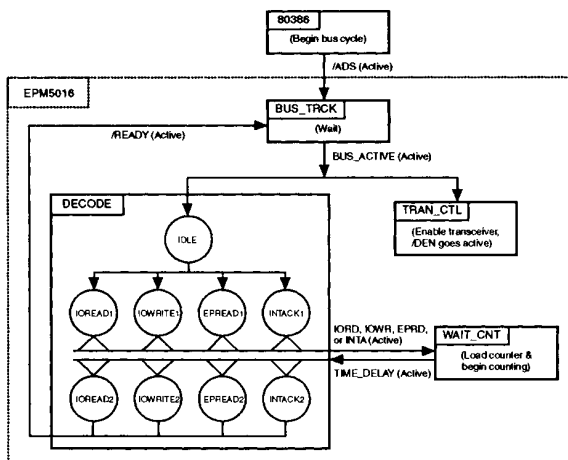 80386
(Begin bus cycle)
/ADS (Active)
EPM5016
BUS_TRCK
(Wait)
/READY (Active)
BUS_ACTIVE (Active)
DECODE
IDLE
TRAN_CTL
(Enable transceiver,
/DEN goes active)
IOREAD1
IOWRITE1
EPREAD1
INTACK1
IORD, IOWR, EPRD,
or INTA (Active)
WAIT_CNT
(Load counter &
begin counting)
TIME_DELAY (Active)
IOREAD2
IOWRITE2
EPREAD2
INTACK2